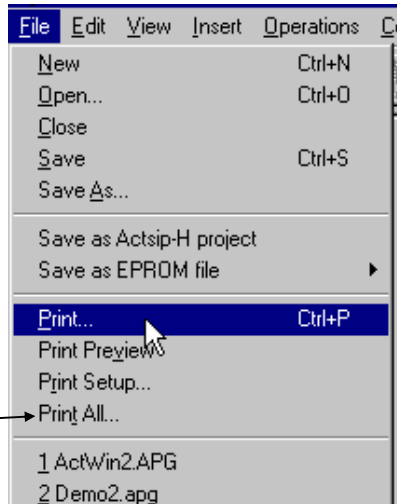 File Edit View Insert Operations
New Ctrl+N
Open... Ctrl+O
Close
Save Ctrl+S
Save As...
Save as Actsip-H project
Save as EPROM file
Print... Ctrl+P
Print Preview
Print Setup...
Print All...
1 ActWin2.APG
2 Demo2.apg